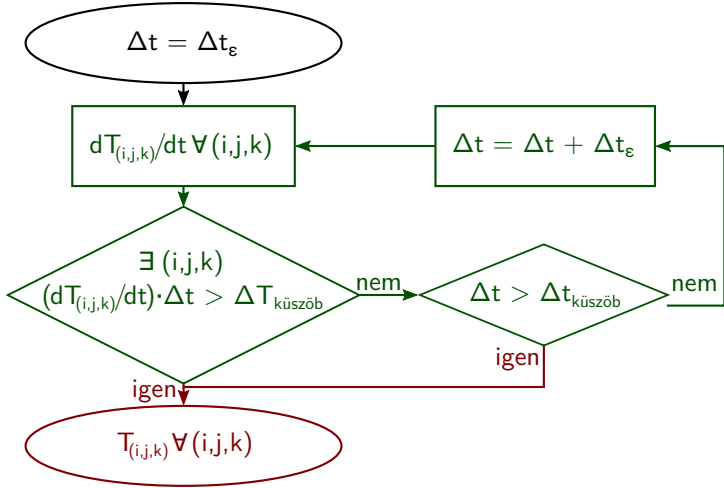 Δt = Δt_ε
dT_(i,j,k)/dt ∀ (i,j,k)
Δt = Δt + Δt_ε
∃ (i,j,k)
(dT_(i,j,k)/dt)·Δt > ΔT_küszöb
nem
Δt > Δt_küszöb
nem
igen
igen
T_(i,j,k) ∀ (i,j,k)